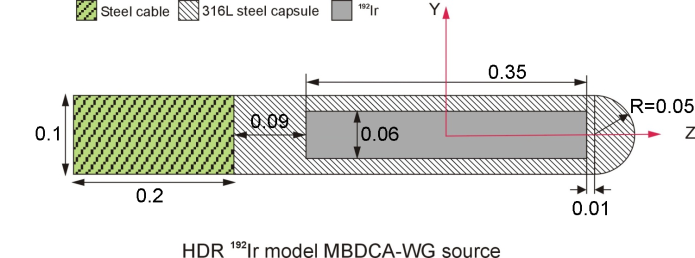 Steel cable 316L steel capsule ¹⁹²Ir
Y
0.35
R=0.05
0.1
0.09
0.06
Z
0.2
0.01
HDR ¹⁹²Ir model MBDCA-WG source